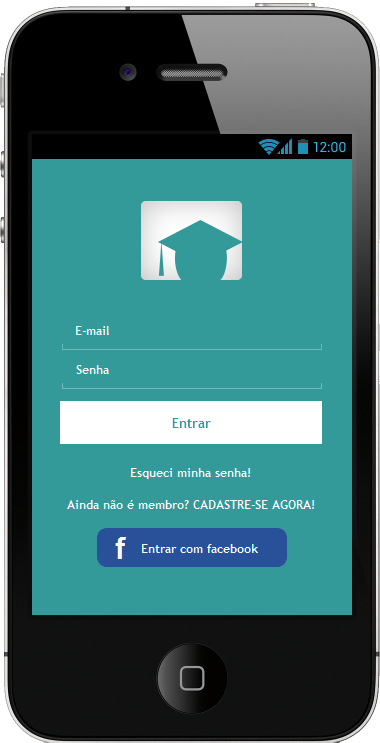 12:00
E-mail
Senha
Entrar
Esqueci minha senha!
Ainda não é membro? CADASTRE-SE AGORA!
f Entrar com facebook